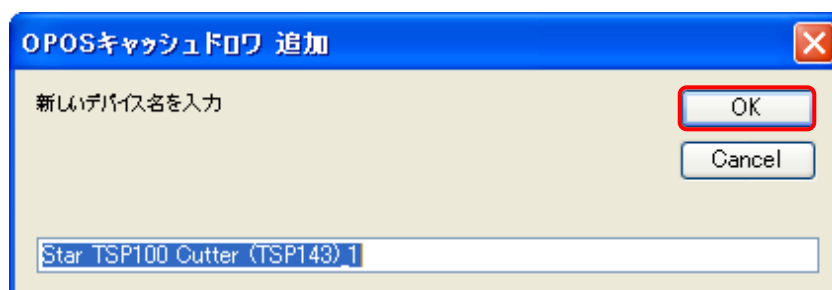 OPOSキャッシュドロワ 追加
新しいデバイス名を入力
OK
Cancel
Star TSP100 Cutter (TSP143)_1